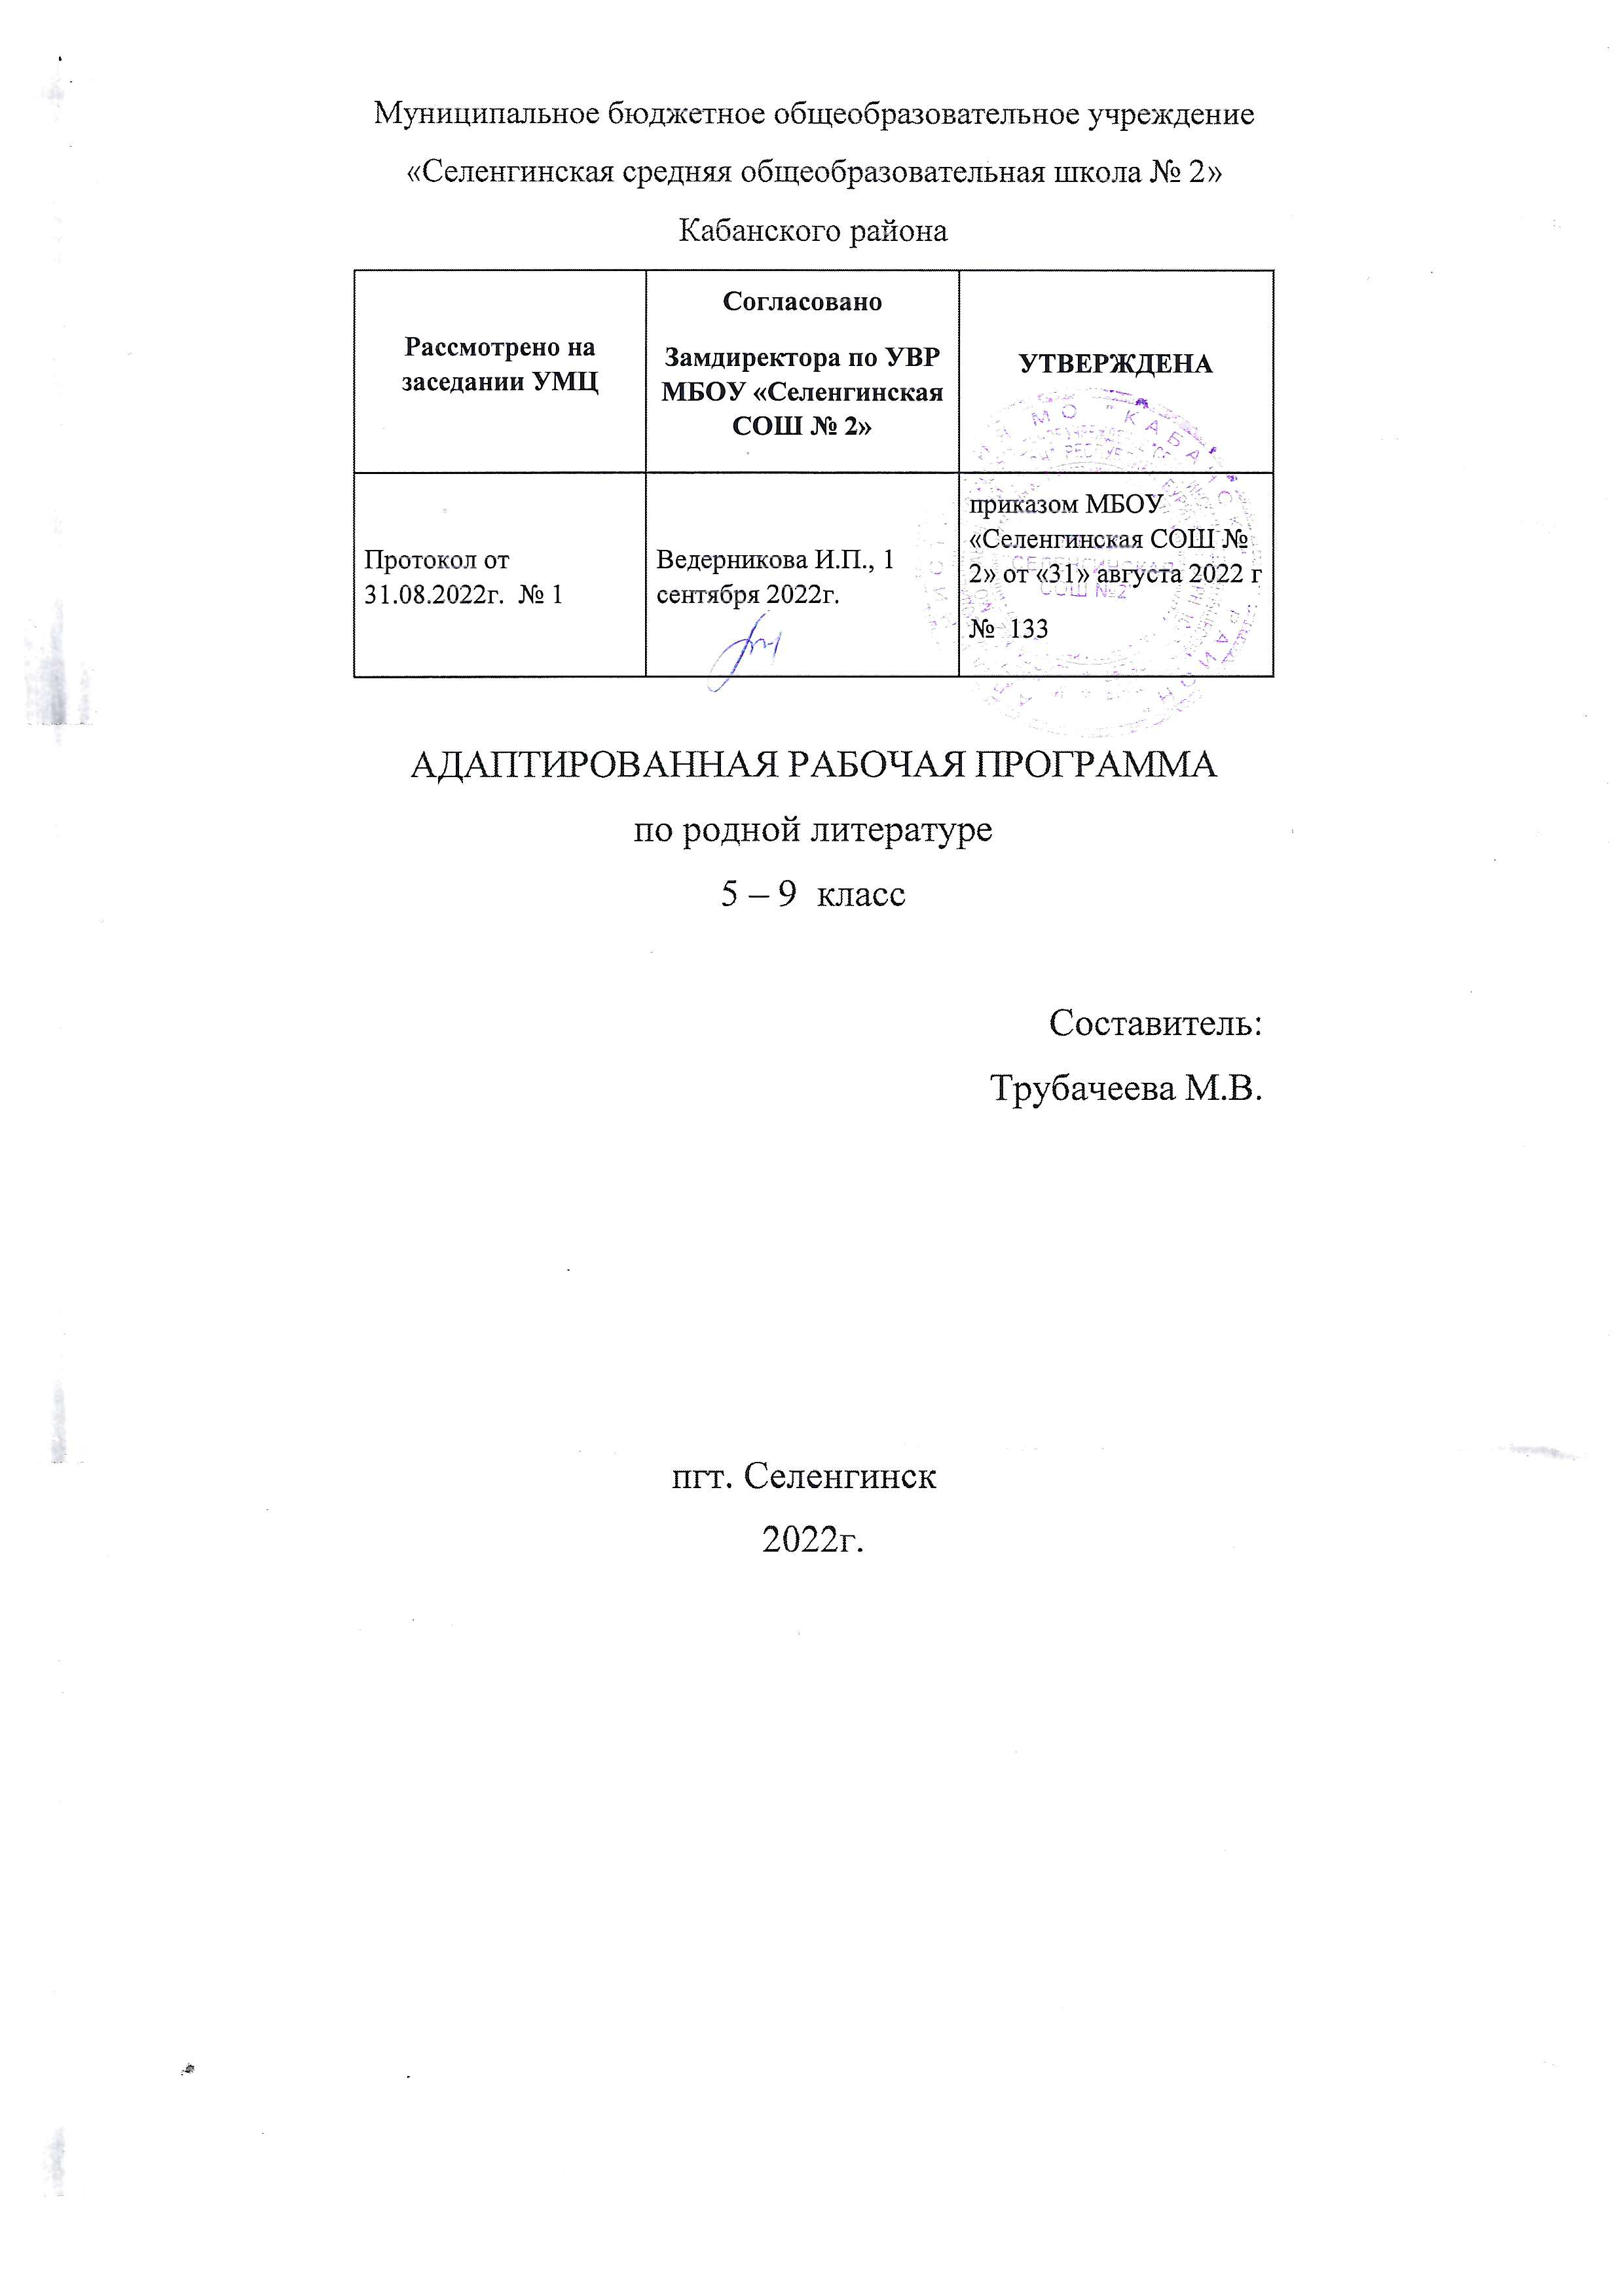 Муниципальное бюджетное общеобразовательное учреждение
«Селенгинская средняя общеобразовательная школа № 2»
Кабанского района
Рассмотрено на
заседании УМЦ
Согласовано
Замдиректора по УВР
МБОУ «Селенгинская
СОШ № 2»
УТВЕРЖДЕНА
Протокол от
31.08.2022г. № 1
Ведерникова И.П., 1
сентября 2022г.
приказом МБОУ
«Селенгинская СОШ №
2» от «31» августа 2022 г
№ 133
СЕЛЕНГИНСКАЯ
СОШ №2
АДАПТИРОВАННАЯ РАБОЧАЯ ПРОГРАММА
по родной литературе
5 – 9 класс
Составитель:
Трубачеева М.В.
пгт. Селенгинск
2022г.